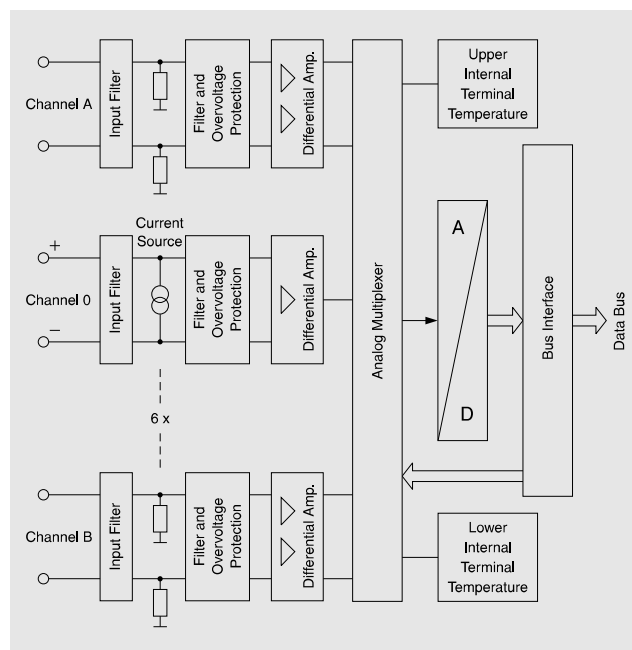 Channel A
Input Filter
Filter and
Overvoltage
Protection
Differential Amp.
Analog Multiplexer
Upper
Internal
Terminal
Temperature
Current
Source
+
Channel 0
−
Input Filter
Filter and
Overvoltage
Protection
Differential Amp.
A
D
Bus Interface
Data Bus
6 x
Channel B
Input Filter
Filter and
Overvoltage
Protection
Differential Amp.
Lower
Internal
Terminal
Temperature